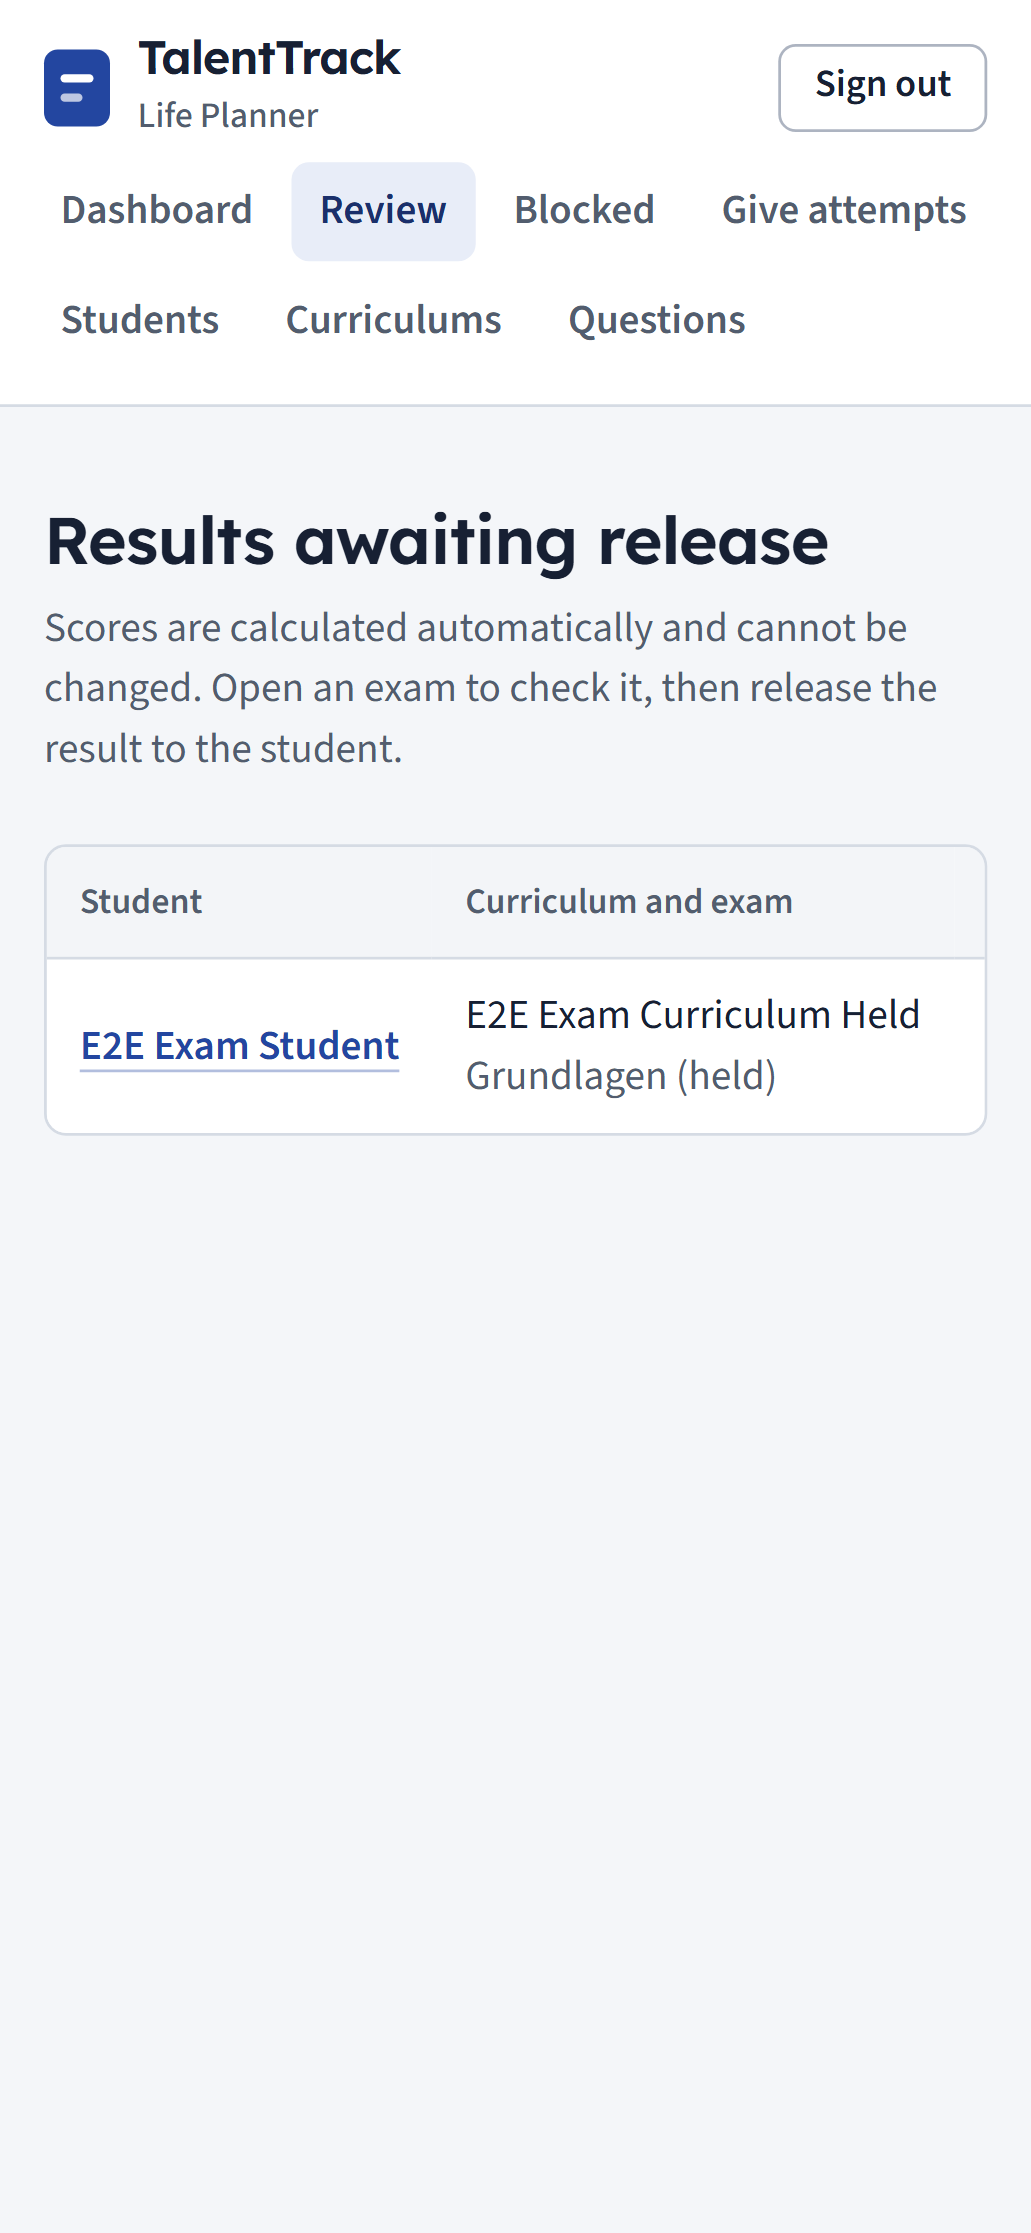 TalentTrack
Life Planner
Sign out
Dashboard
Review
Blocked
Give attempts
Students
Curriculums
Questions
Results awaiting release
Scores are calculated automatically and cannot be
changed. Open an exam to check it, then release the
result to the student.
Student
Curriculum and exam
E2E Exam Student
E2E Exam Curriculum Held
Grundlagen (held)